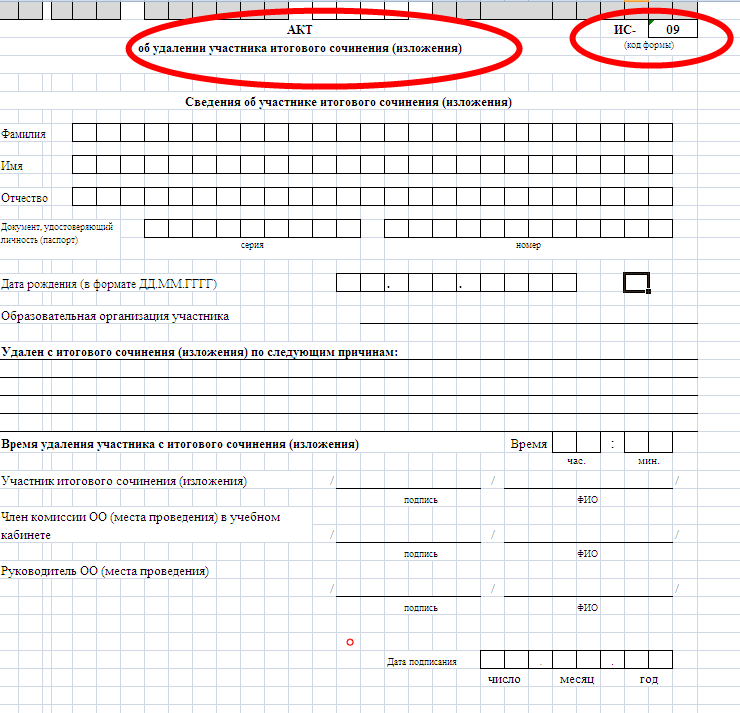 АКТ
ИС- 09
об удалении участника итогового сочинения (изложения)
(код формы)
Сведения об участнике итогового сочинения (изложения)
Фамилия
Имя
Отчество
Документ, удостоверяющий
личность (паспорт)
серия
номер
Дата рождения (в формате ДД.ММ.ГГГГ)
. .
Образовательная организация участника
Удален с итогового сочинения (изложения) по следующим причинам:
Время удаления участника с итогового сочинения (изложения)
Время :
час. мин.
Участник итогового сочинения (изложения) / / /
подпись ФИО
Член комиссии ОО (места проведения) в учебном
кабинете / / /
подпись ФИО
Руководитель ОО (места проведения)
/ / /
подпись ФИО
Дата подписания . .
число месяц год